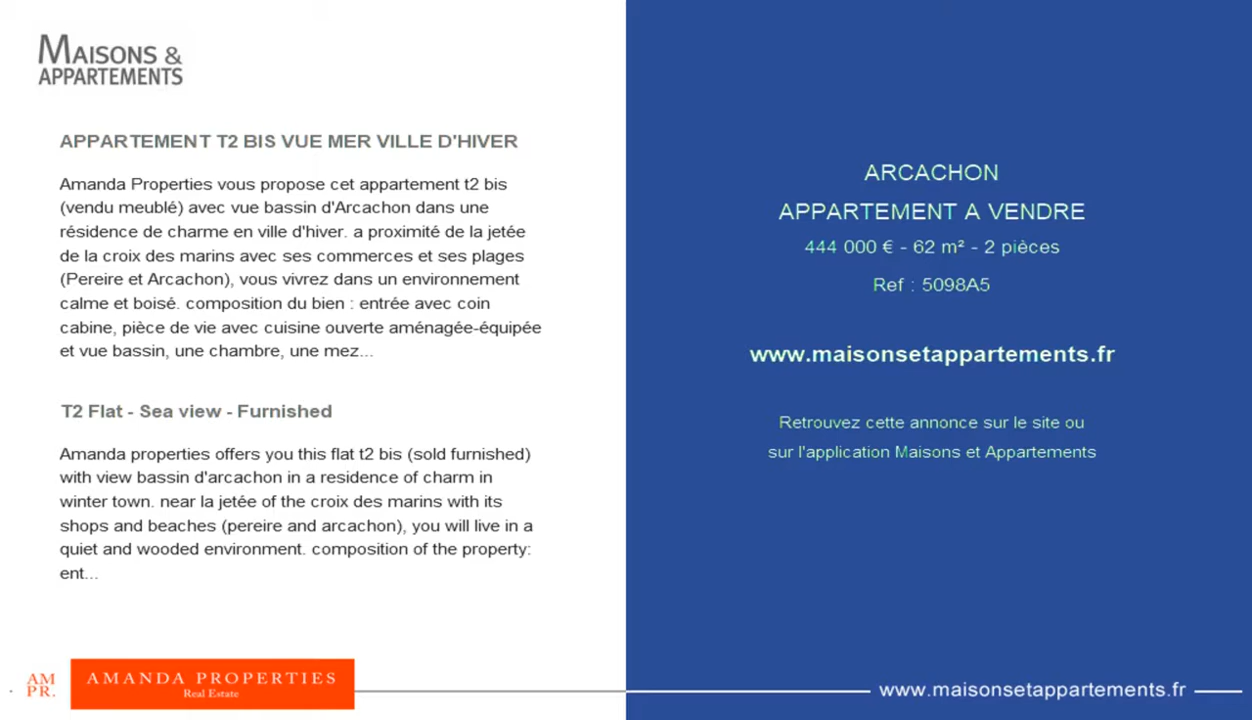 MAISONS &
APPARTEMENTS
APPARTEMENT T2 BIS VUE MER VILLE D'HIVER
Amanda Properties vous propose cet appartement t2 bis
(vendu meublé) avec vue bassin d'Arcachon dans une
résidence de charme en ville d'hiver. a proximité de la jetée
de la croix des marins avec ses commerces et ses plages
(Pereire et Arcachon), vous vivrez dans un environnement
calme et boisé. composition du bien : entrée avec coin
cabine, pièce de vie avec cuisine ouverte aménagée-équipée
et vue bassin, une chambre, une mez...
T2 Flat - Sea view - Furnished
Amanda properties offers you this flat t2 bis (sold furnished)
with view bassin d'arcachon in a residence of charm in
winter town. near la jetée of the croix des marins with its
shops and beaches (pereire and arcachon), you will live in a
quiet and wooded environment. composition of the property:
ent...
AM
PR.
AMANDA PROPERTIES
Real Estate
ARCACHON
APPARTEMENT A VENDRE
444 000 € - 62 m² - 2 pièces
Ref : 5098A5
www.maisonsetappartements.fr
Retrouvez cette annonce sur le site ou
sur l'application Maisons et Appartements
www.maisonsetappartements.fr